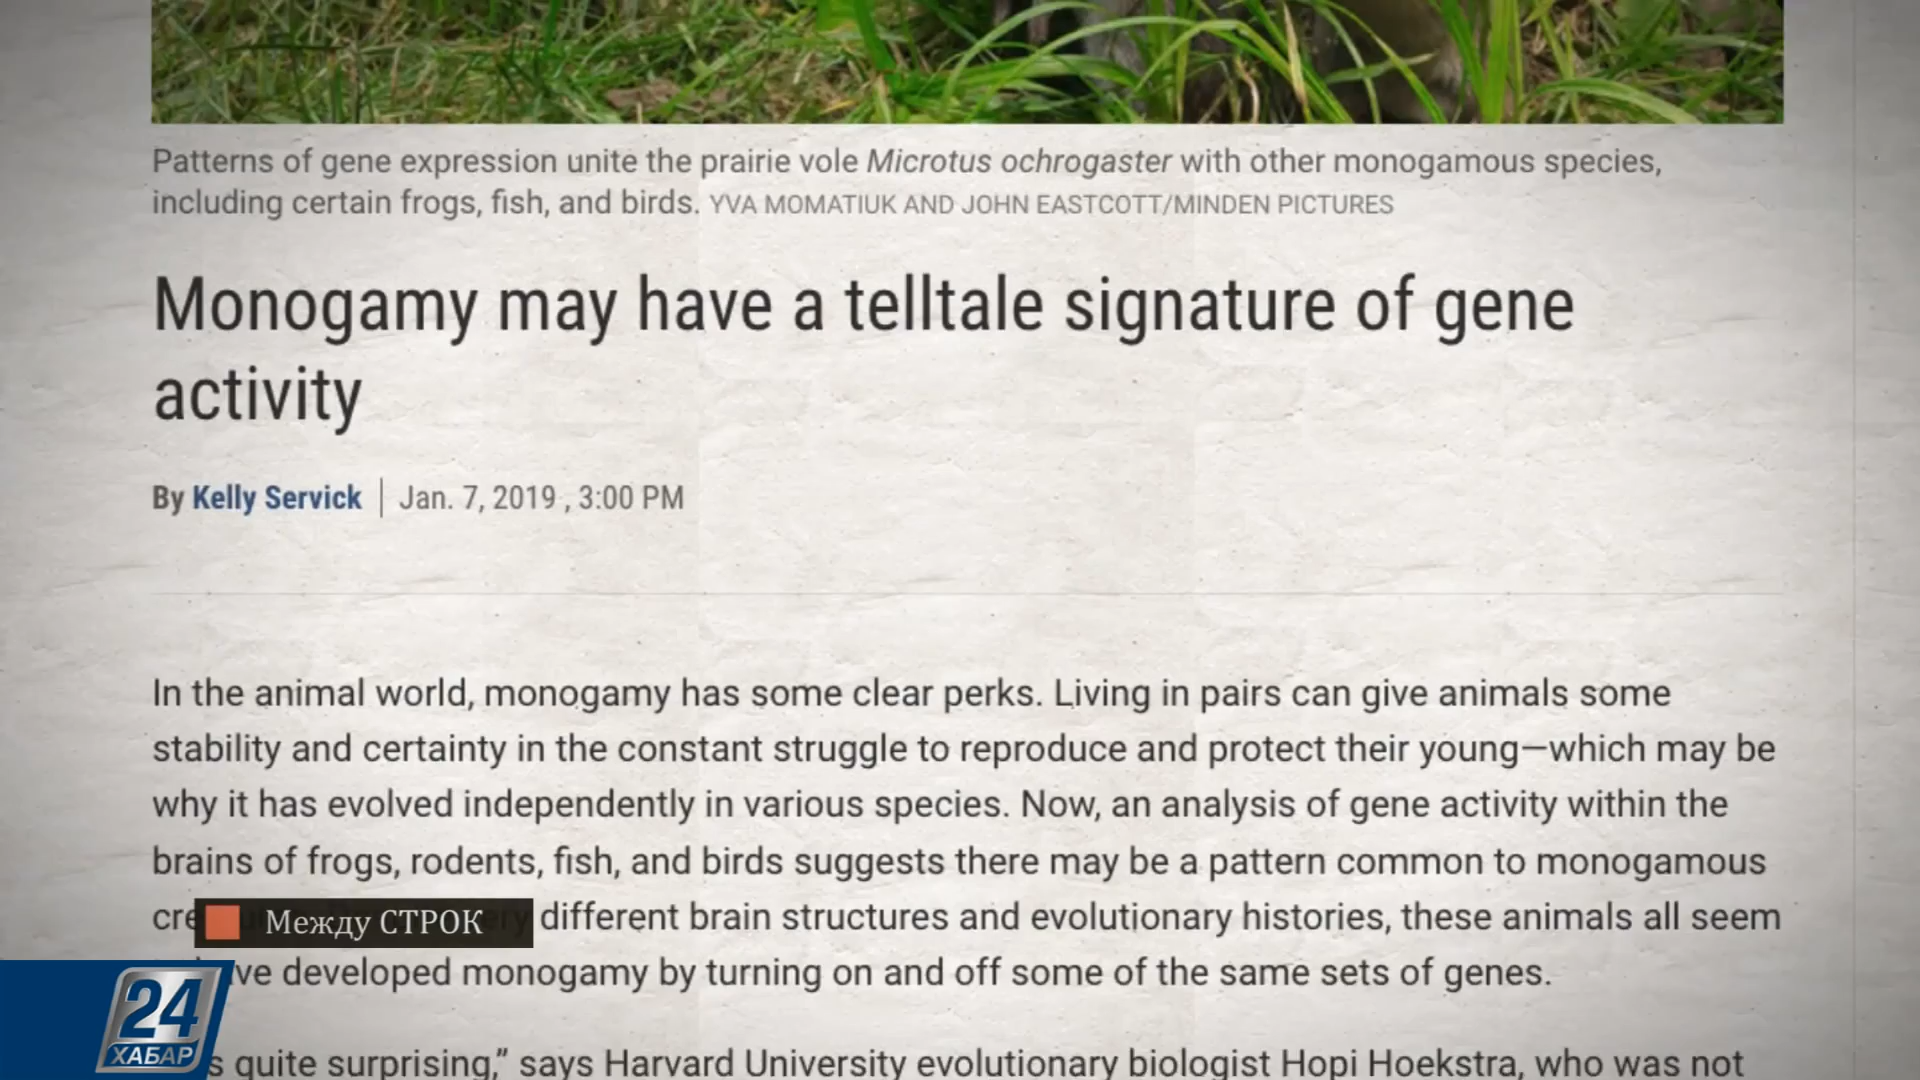 Patterns of gene expression unite the prairie vole Microtus ochrogaster with other monogamous species,
including certain frogs, fish, and birds. YVA MOMATIUK AND JOHN EASTCOTT/MINDEN PICTURES
Monogamy may have a telltale signature of gene
activity
By Kelly Servick | Jan. 7, 2019 , 3:00 PM
In the animal world, monogamy has some clear perks. Living in pairs can give animals some
stability and certainty in the constant struggle to reproduce and protect their young—which may be
why it has evolved independently in various species. Now, an analysis of gene activity within the
brains of frogs, rodents, fish, and birds suggests there may be a pattern common to monogamous
different brain structures and evolutionary histories, these animals all seem
Между СТРОК
developed monogamy by turning on and off some of the same sets of genes.
24
ХАБАР
quite surprising,” says Harvard University evolutionary biologist Hopi Hoekstra, who was not